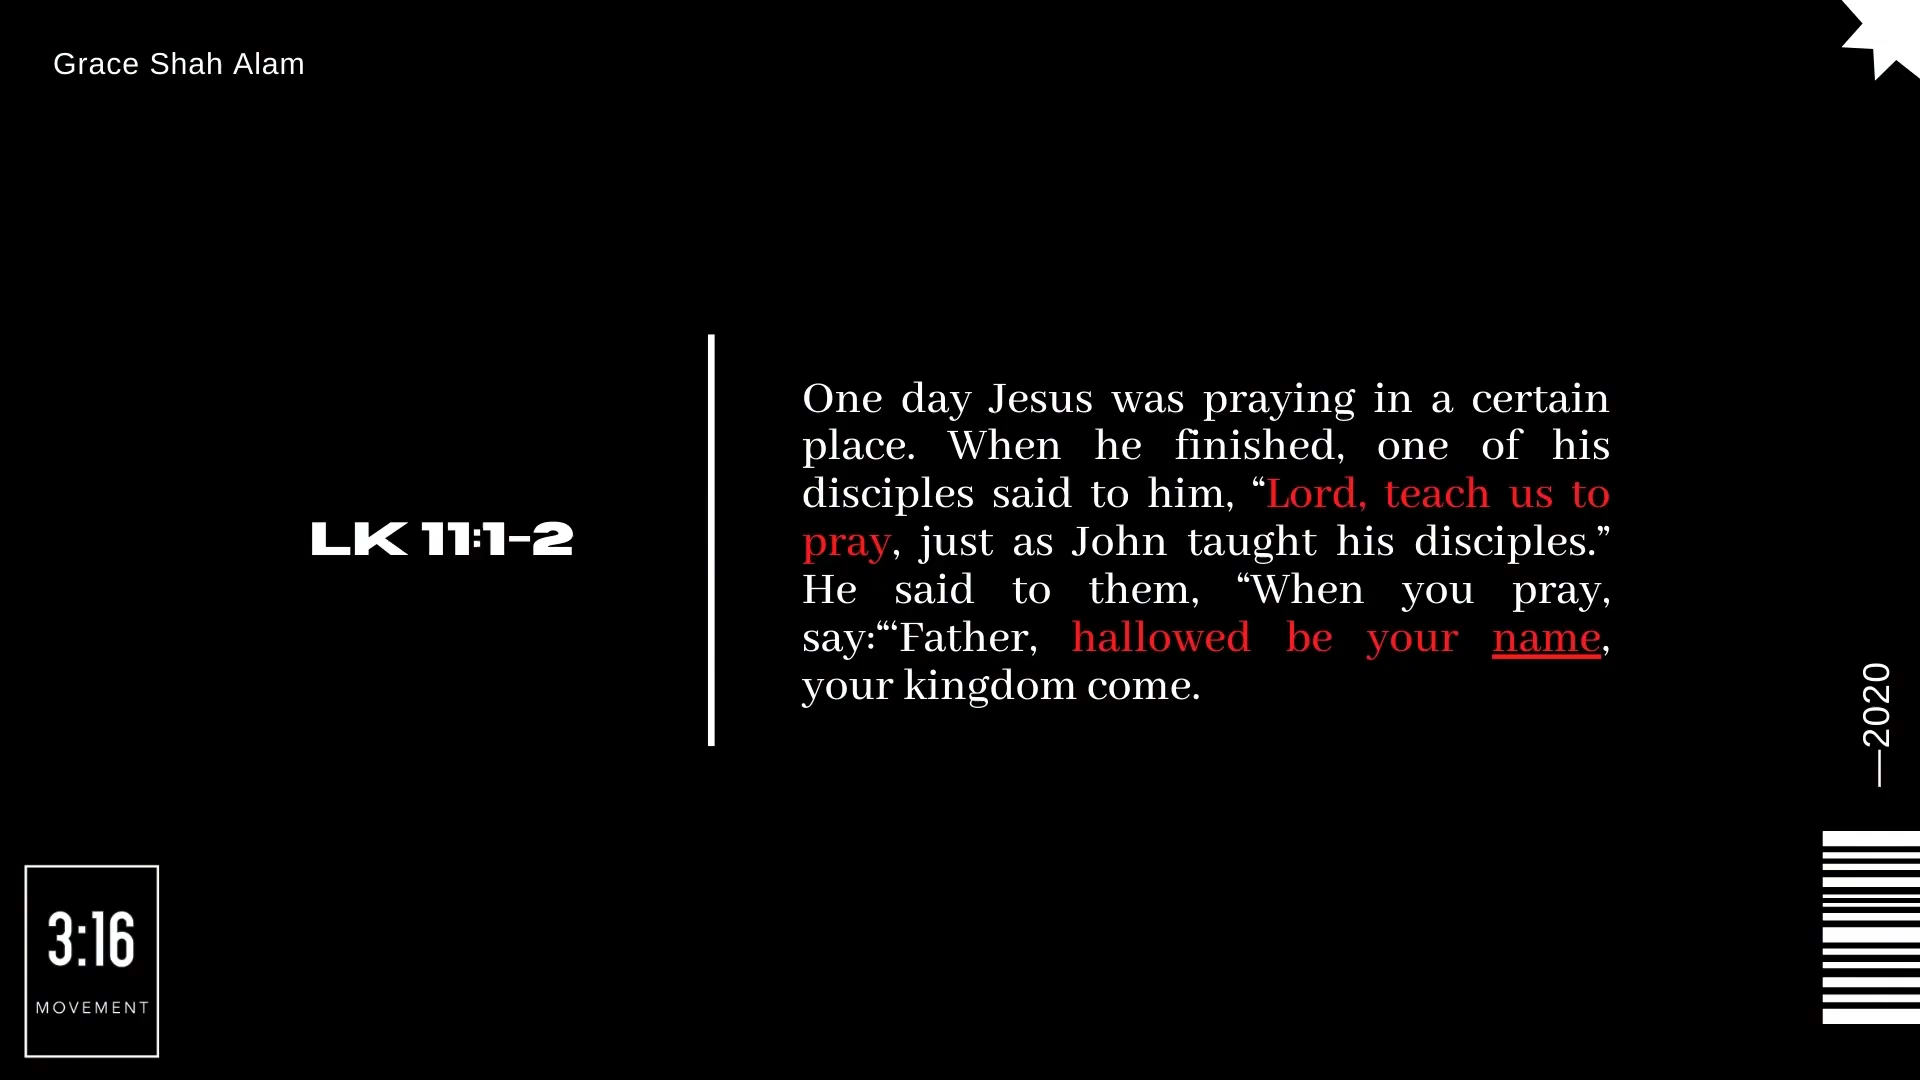 Grace Shah Alam
LK 11:1-2
One day Jesus was praying in a certain
place. When he finished, one of his
disciples said to him, “Lord, teach us to
pray, just as John taught his disciples.”
He said to them, “When you pray,
say:“‘Father, hallowed be your name,
your kingdom come.
—2020
3:16
MOVEMENT